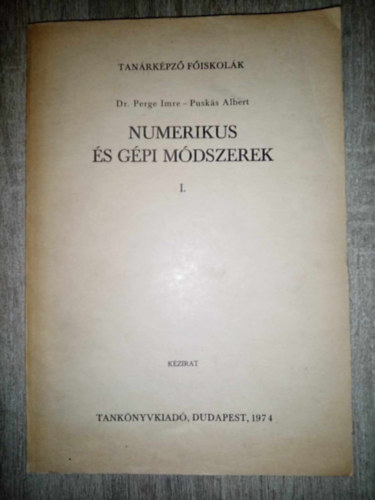 TANÁRKÉPZŐ FŐISKOLÁK
Dr. Perge Imre – Puskás Albert
NUMERIKUS
ÉS GÉPI MÓDSZEREK
I.
KÉZIRAT
TANKÖNYVKIADÓ, BUDAPEST, 1974